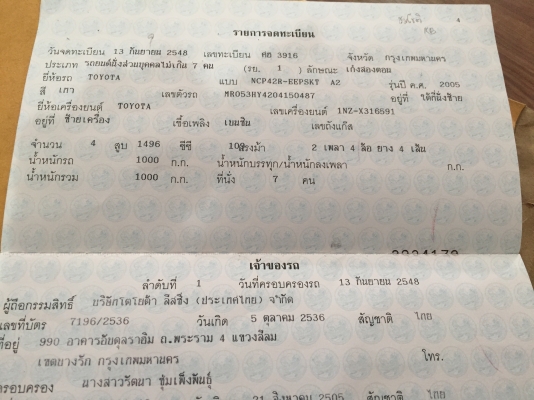 4
รายการจดทะเบียน
วันจดทะเบียน 13 กันยายน 2548 เลขทะเบียน ศธ 3916 จังหวัด กรุงเทพมหานคร
ประเภท รถยนต์นั่งส่วนบุคคลไม่เกิน 7 คน (รย. 1 ) ลักษณะ เก๋งสองตอน
ยี่ห้อรถ TOYOTA แบบ NCP42R-EEPSKT A2 รุ่นปี ค.ศ. 2005
สี เทา เลขตัวรถ MR053HY4204150487 อยู่ที่ ใต้ที่นั่งซ้าย
ยี่ห้อเครื่องยนต์ TOYOTA เลขเครื่องยนต์ 1NZ-X316591
อยู่ที่ ซ้ายเครื่อง เชื้อเพลิง เบนซิน เลขถังแก๊ส
จำนวน 4 สูบ 1496 ซีซี แรงม้า 2 เพลา 4 ล้อ ยาง 4 เส้น
น้ำหนักรถ 1000 ก.ก. น้ำหนักบรรทุก/น้ำหนักลงเพลา ก.ก.
น้ำหนักรวม 1000 ก.ก. ที่นั่ง 7 คน
เจ้าของรถ
ลำดับที่ 1 วันที่ครอบครองรถ 13 กันยายน 2548
ผู้ถือกรรมสิทธิ์ บริษัทโตโยต้า ลีสซิ่ง (ประเทศไทย) จำกัด
เลขที่บัตร 7196/2536 วันเกิด 5 ตุลาคม 2536 สัญชาติ ไทย
ที่อยู่ 990 อาคารอับดุลราฮิม ถ.พระราม 4 แขวงสีลม
เขตบางรัก กรุงเทพมหานคร โทร.
ครอบครอง นางสาวรัตนา ชุ่มเพ็งพันธุ์
21 สิงหาคม 2505 สัญชาติ ไทย